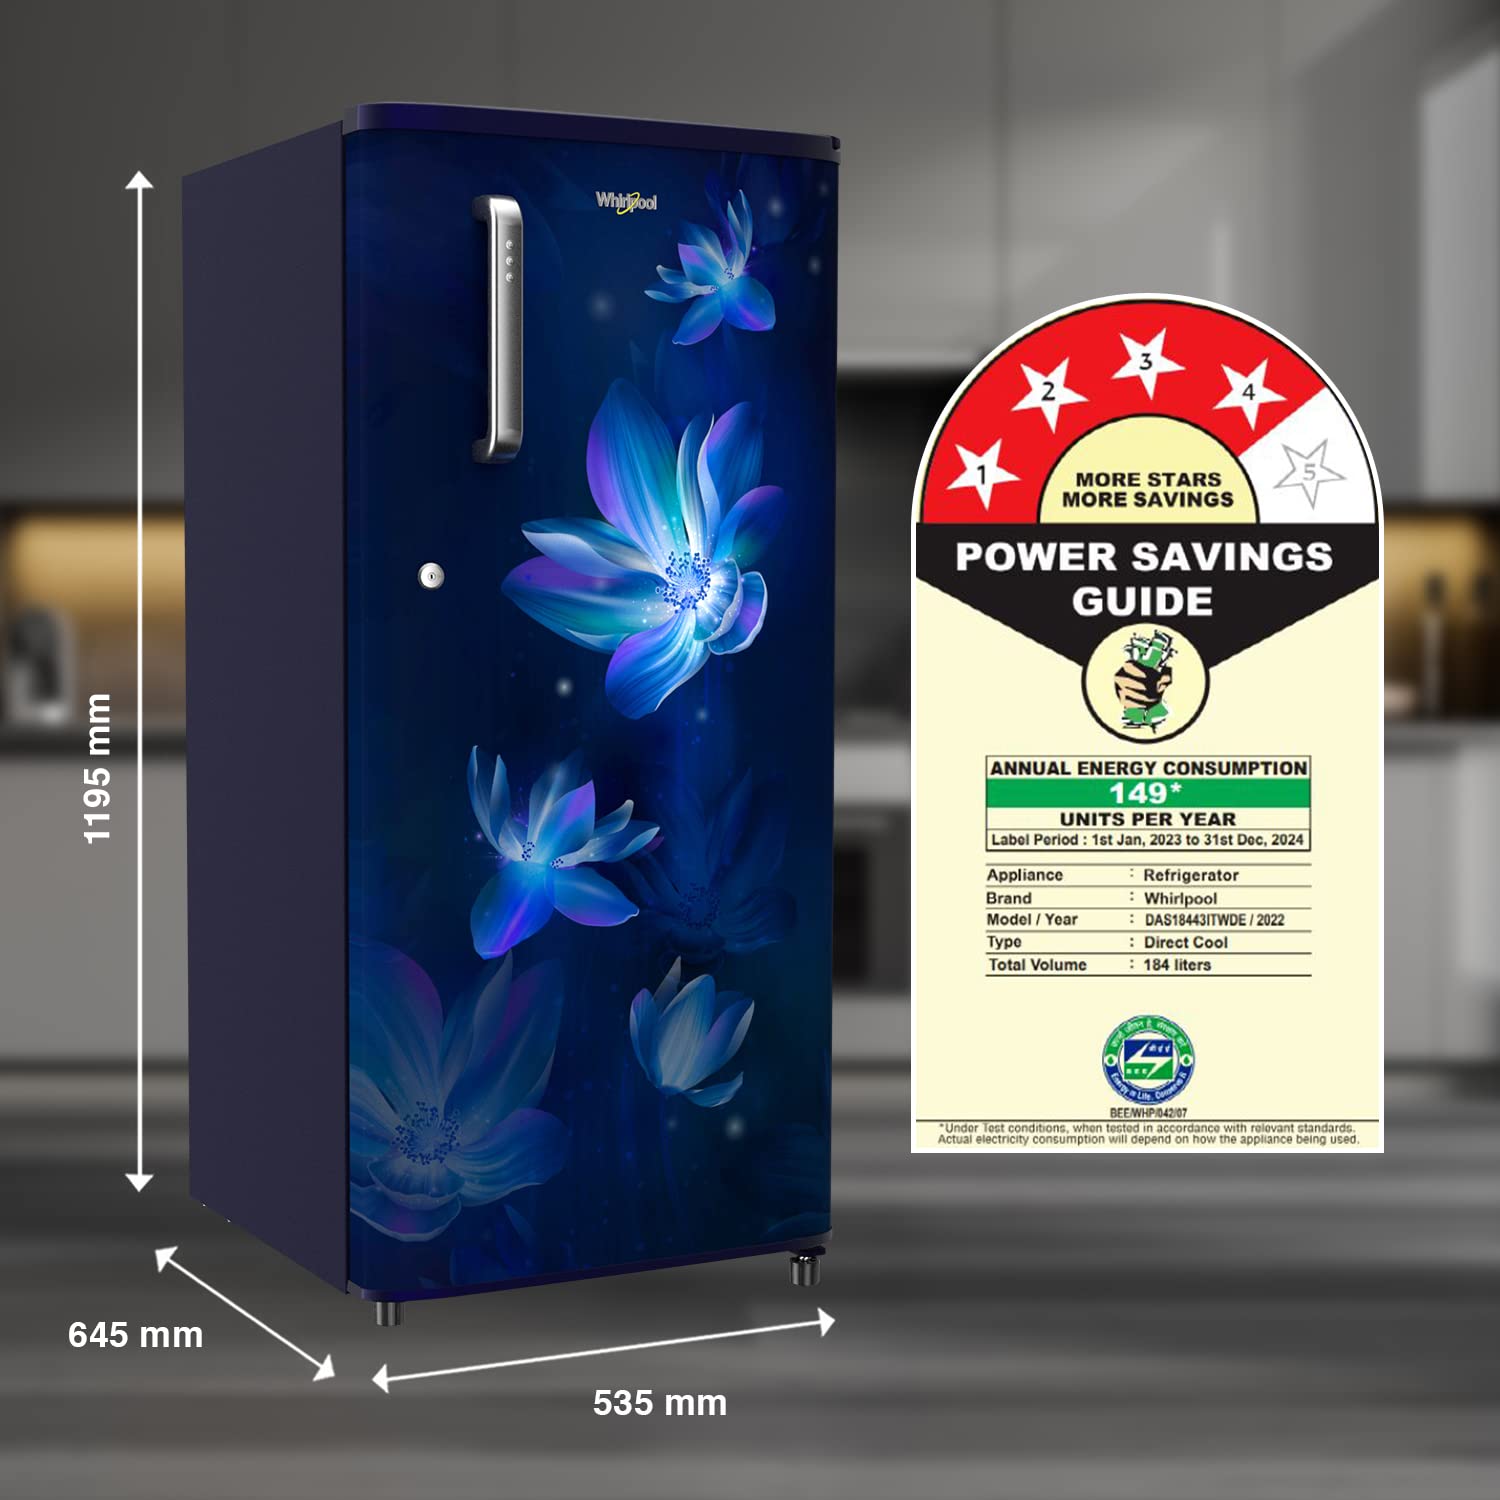 Whirlpool
1195 mm
645 mm
535 mm
1
2
3
4
5
MORE STARS
MORE SAVINGS
POWER SAVINGS
GUIDE
ANNUAL ENERGY CONSUMPTION
149*
UNITS PER YEAR
Label Period : 1st Jan, 2023 to 31st Dec, 2024
Appliance : Refrigerator
Brand : Whirlpool
Model / Year : DAS18443ITWDE / 2022
Type : Direct Cool
Total Volume : 184 liters
BEE
BEE/WHP/042/07
*Under Test conditions, when tested in accordance with relevant standards.
Actual electricity consumption will depend on how the appliance being used.